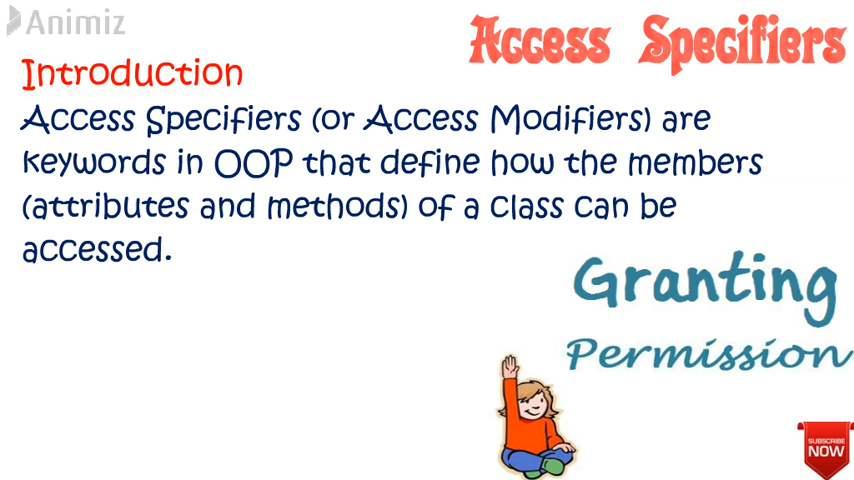 Animiz
Access Specifiers
Introduction
Access Specifiers (or Access Modifiers) are
keywords in OOP that define how the members
(attributes and methods) of a class can be
accessed.
Granting
Permission
SUBSCRIBE
NOW